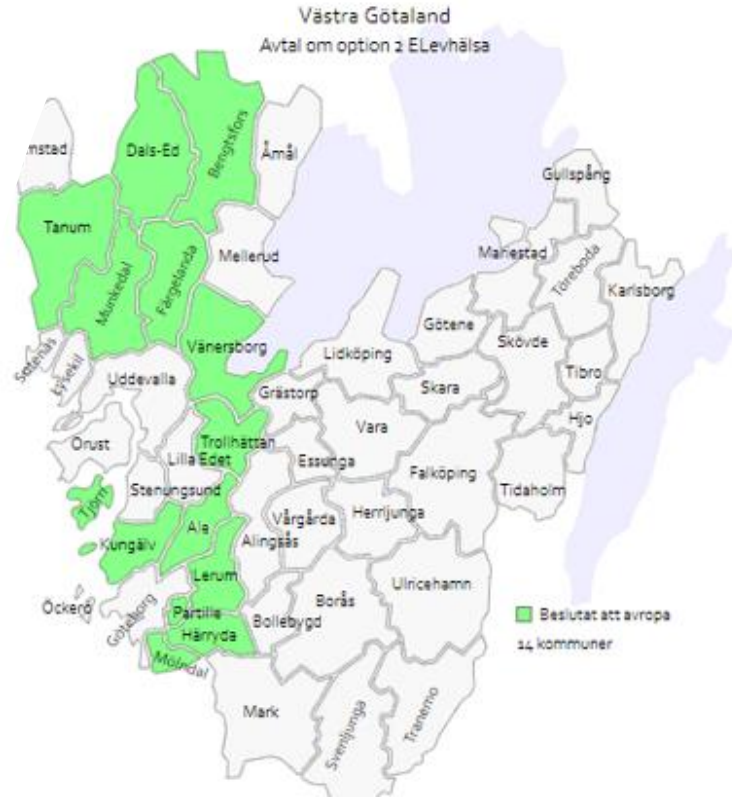 Västra Götaland
Avtal om option 2 ELevhälsa
mstad
Dals-Ed
Bengtsfors
Åmål
Gullspång
Tanum
Munkedal
Färgelanda
Mellerud
Mariestad
Töreboda
Karlsborg
Sotenäs
Lysekil
Vänersborg
Götene
Skövde
Uddevalla
Lidköping
Skara
Tibro
Grästorp
Hjo
Orust
Trollhättan
Vara
Lilla Edet
Essunga
Falköping
Tidaholm
Stenungsund
Tjörn
Kungälv
Ale
Alingsås
Vårgårda
Herrljunga
Lerum
Öckerö
Göteborg
Partille
Härryda
Bollebygd
Borås
Ulricehamn
Mölndal
Mark
Svenljunga
Tranemo
Beslutat att avropa
14 kommuner